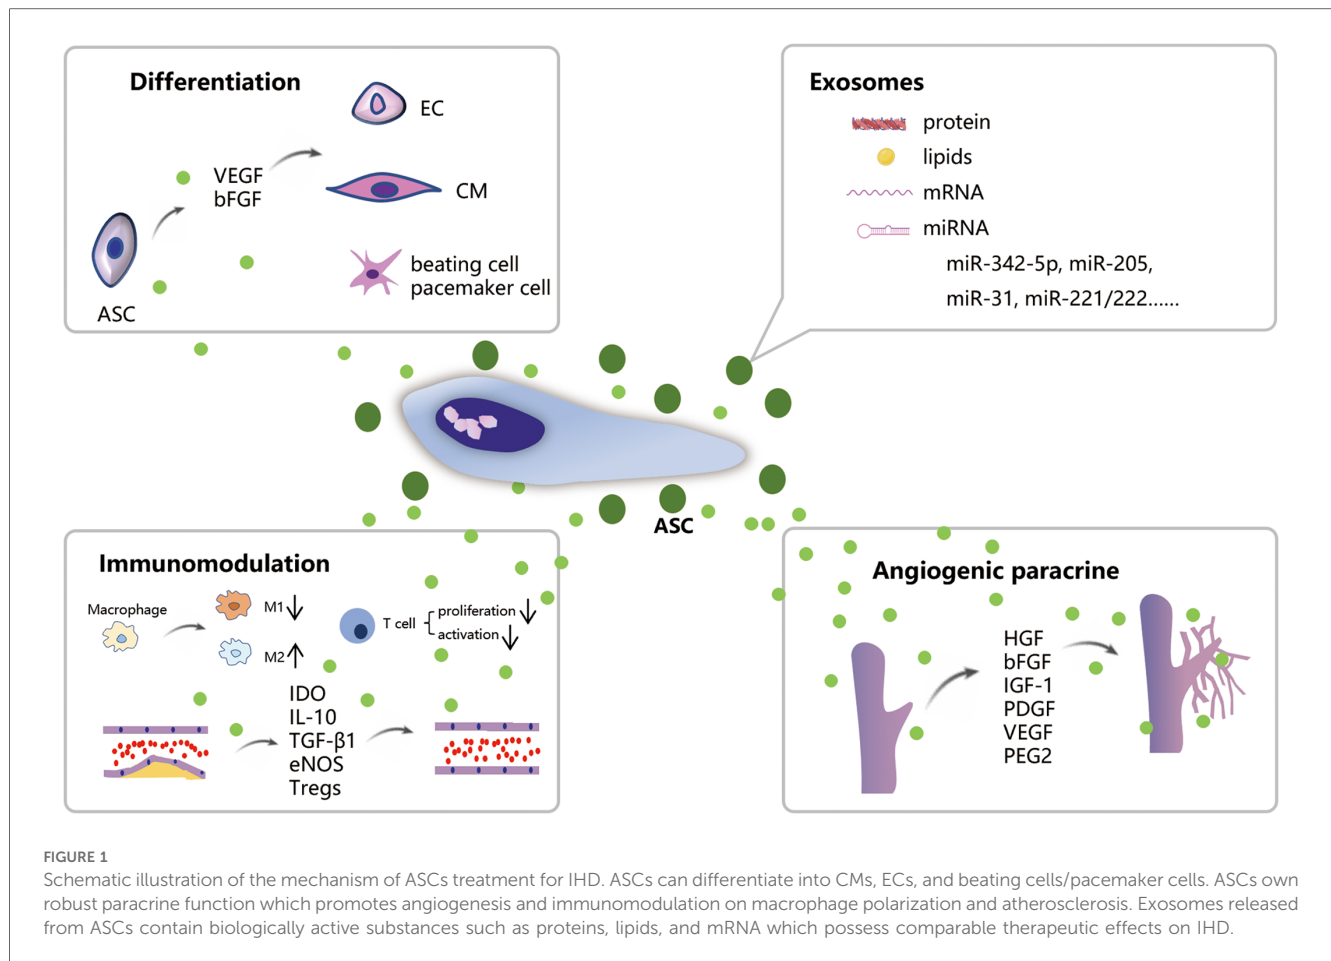 Differentiation
EC
VEGF
bFGF
CM
beating cell
pacemaker cell
ASC
Exosomes
protein
lipids
mRNA
miRNA
miR-342-5p, miR-205,
miR-31, miR-221/222......
ASC
Immunomodulation
Macrophage
M1
M2
T cell
proliferation
activation
IDO
IL-10
TGF-β1
eNOS
Tregs
Angiogenic paracrine
HGF
bFGF
IGF-1
PDGF
VEGF
PEG2
FIGURE 1
Schematic illustration of the mechanism of ASCs treatment for IHD. ASCs can differentiate into CMs, ECs, and beating cells/pacemaker cells. ASCs own
robust paracrine function which promotes angiogenesis and immunomodulation on macrophage polarization and atherosclerosis. Exosomes released
from ASCs contain biologically active substances such as proteins, lipids, and mRNA which possess comparable therapeutic effects on IHD.